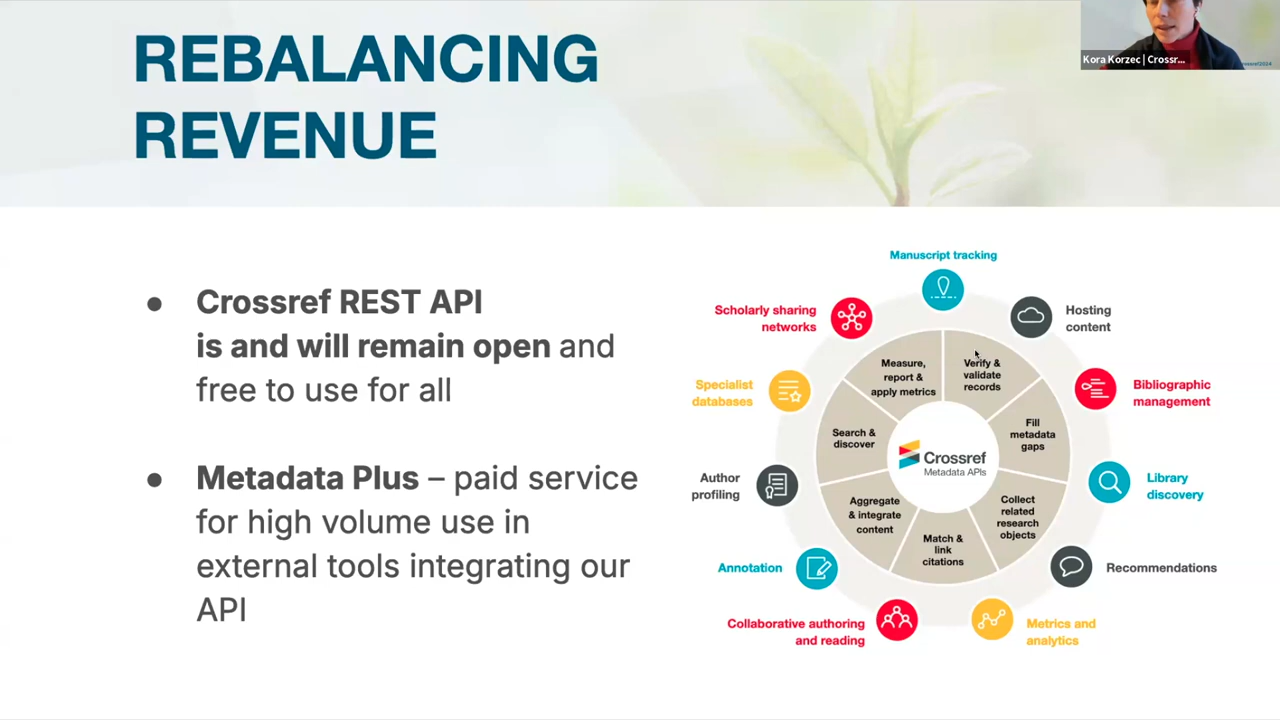 REBALANCING
REVENUE
Kora Korzec | Crossr...
● Crossref REST API
is and will remain open and
free to use for all
● Metadata Plus – paid service
for high volume use in
external tools integrating our
API
Manuscript tracking
Hosting
content
Bibliographic
management
Library
discovery
Recommendations
Metrics and
analytics
Collaborative authoring
and reading
Annotation
Author
profiling
Specialist
databases
Scholarly sharing
networks
Verify &
validate
records
Fill
metadata
gaps
Collect
related
research
objects
Match &
link
citations
Aggregate
& integrate
content
Search &
discover
Measure,
report &
apply metrics
Crossref
Metadata APIs